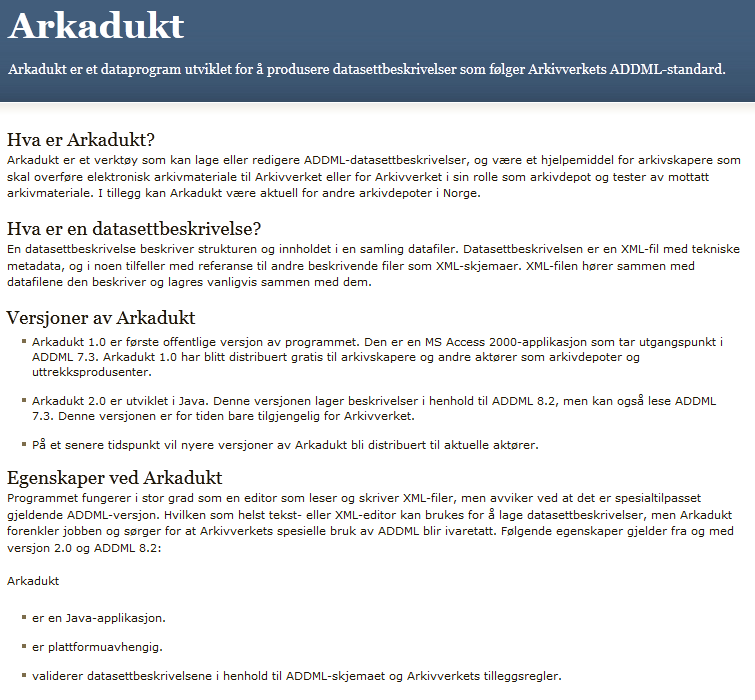 Arkadukt
Arkadukt er et dataprogram utviklet for å produsere datasettbeskrivelser som følger Arkivverkets ADDML-standard.
Hva er Arkadukt?
Arkadukt er et verktøy som kan lage eller redigere ADDML-datasettbeskrivelser, og være et hjelpemiddel for arkivskapere som
skal overføre elektronisk arkivmateriale til Arkivverket eller for Arkivverket i sin rolle som arkivdepot og tester av mottatt
arkivmateriale. I tillegg kan Arkadukt være aktuell for andre arkivdepoter i Norge.
Hva er en datasettbeskrivelse?
En datasettbeskrivelse beskriver strukturen og innholdet i en samling datafiler. Datasettbeskrivelsen er en XML-fil med tekniske
metadata, og i noen tilfeller med referanse til andre beskrivende filer som XML-skjemaer. XML-filen hører sammen med
datafilene den beskriver og lagres vanligvis sammen med dem.
Versjoner av Arkadukt
▪ Arkadukt 1.0 er første offentlige versjon av programmet. Den er en MS Access 2000-applikasjon som tar utgangspunkt i
ADDML 7.3. Arkadukt 1.0 har blitt distribuert gratis til arkivskapere og andre aktører som arkivdepoter og
uttrekksprodusenter.
▪ Arkadukt 2.0 er utviklet i Java. Denne versjonen lager beskrivelser i henhold til ADDML 8.2, men kan også lese ADDML
7.3. Denne versjonen er for tiden bare tilgjengelig for Arkivverket.
▪ På et senere tidspunkt vil nyere versjoner av Arkadukt bli distribuert til aktuelle aktører.
Egenskaper ved Arkadukt
Programmet fungerer i stor grad som en editor som leser og skriver XML-filer, men avviker ved at det er spesialtilpasset
gjeldende ADDML-versjon. Hvilken som helst tekst- eller XML-editor kan brukes for å lage datasettbeskrivelser, men Arkadukt
forenkler jobben og sørger for at Arkivverkets spesielle bruk av ADDML blir ivaretatt. Følgende egenskaper gjelder fra og med
versjon 2.0 og ADDML 8.2:
Arkadukt
▪ er en Java-applikasjon.
▪ er plattformuavhengig.
▪ validerer datasettbeskrivelsene i henhold til ADDML-skjemaet og Arkivverkets tilleggsregler.